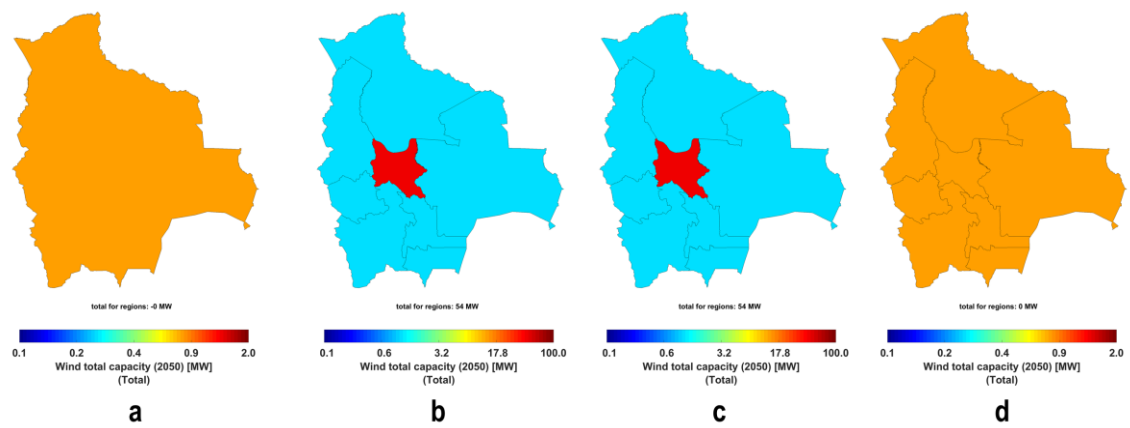 total for regions: -0 MW
0.1 0.2 0.4 0.9 2.0
Wind total capacity (2050) [MW]
(Total)
a
total for regions: 54 MW
0.1 0.6 3.2 17.8 100.0
Wind total capacity (2050) [MW]
(Total)
b
total for regions: 54 MW
0.1 0.6 3.2 17.8 100.0
Wind total capacity (2050) [MW]
(Total)
c
total for regions: 0 MW
0.1 0.2 0.4 0.9 2.0
Wind total capacity (2050) [MW]
(Total)
d